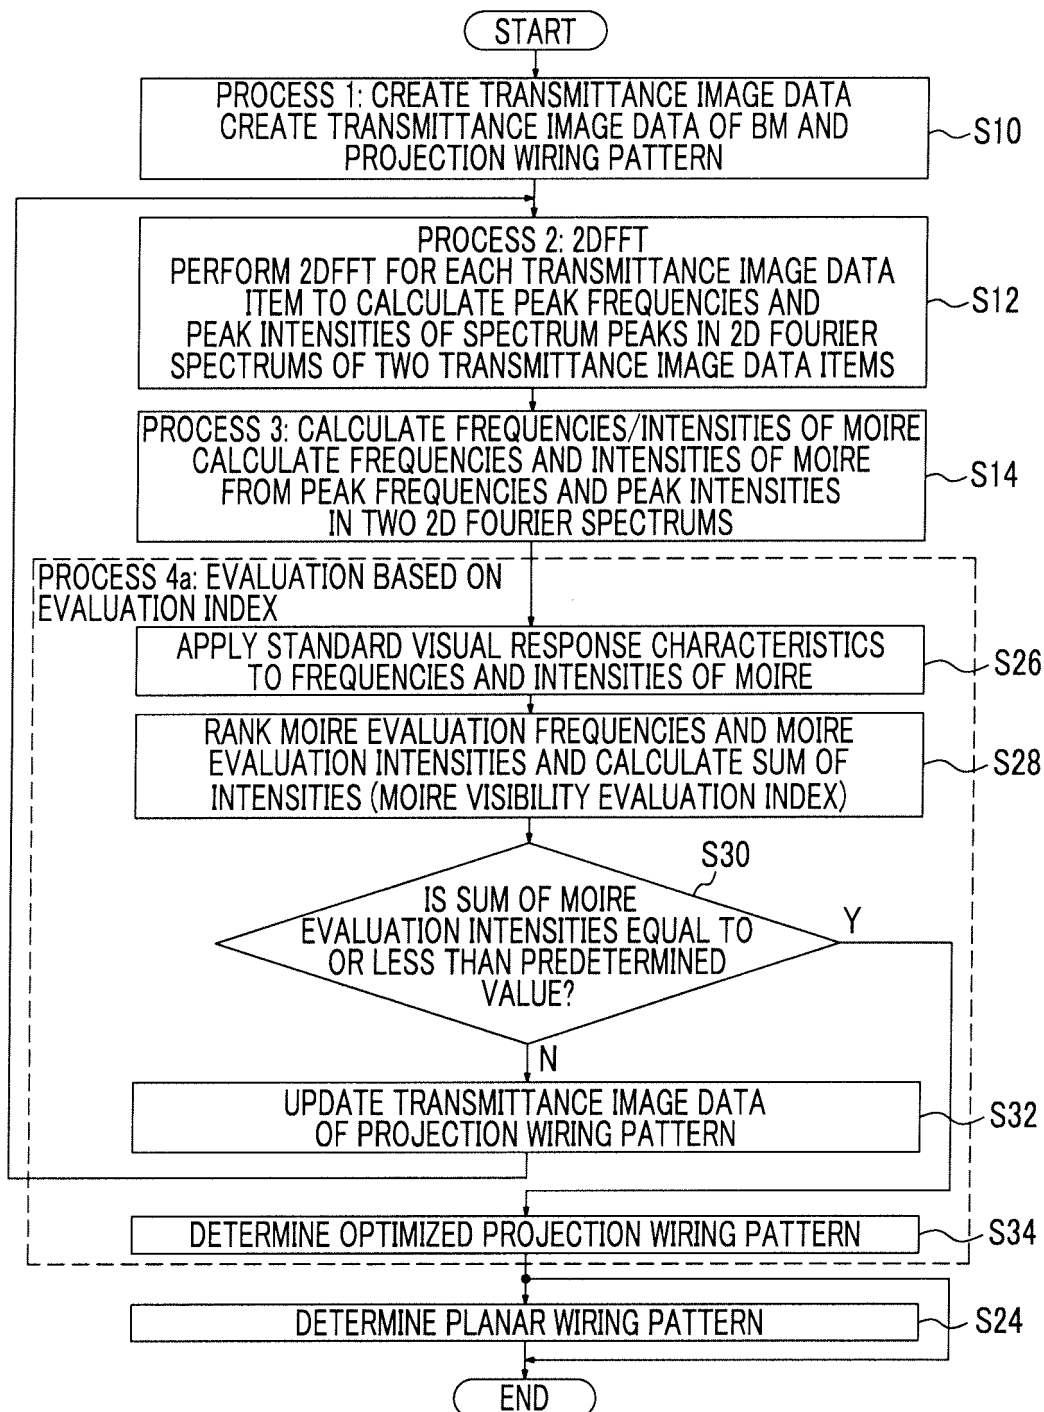 START
PROCESS 1: CREATE TRANSMITTANCE IMAGE DATA
CREATE TRANSMITTANCE IMAGE DATA OF BM AND
PROJECTION WIRING PATTERN
S10
PROCESS 2: 2DFFT
PERFORM 2DFFT FOR EACH TRANSMITTANCE IMAGE DATA
ITEM TO CALCULATE PEAK FREQUENCIES AND
PEAK INTENSITIES OF SPECTRUM PEAKS IN 2D FOURIER
SPECTRUMS OF TWO TRANSMITTANCE IMAGE DATA ITEMS
S12
PROCESS 3: CALCULATE FREQUENCIES/INTENSITIES OF MOIRE
CALCULATE FREQUENCIES AND INTENSITIES OF MOIRE
FROM PEAK FREQUENCIES AND PEAK INTENSITIES
IN TWO 2D FOURIER SPECTRUMS
S14
PROCESS 4a: EVALUATION BASED ON
EVALUATION INDEX
APPLY STANDARD VISUAL RESPONSE CHARACTERISTICS
TO FREQUENCIES AND INTENSITIES OF MOIRE
S26
RANK MOIRE EVALUATION FREQUENCIES AND MOIRE
EVALUATION INTENSITIES AND CALCULATE SUM OF
INTENSITIES (MOIRE VISIBILITY EVALUATION INDEX)
S28
S30
IS SUM OF MOIRE
EVALUATION INTENSITIES EQUAL TO
OR LESS THAN PREDETERMINED
VALUE?
Y
N
UPDATE TRANSMITTANCE IMAGE DATA
OF PROJECTION WIRING PATTERN
S32
DETERMINE OPTIMIZED PROJECTION WIRING PATTERN
S34
DETERMINE PLANAR WIRING PATTERN
S24
END